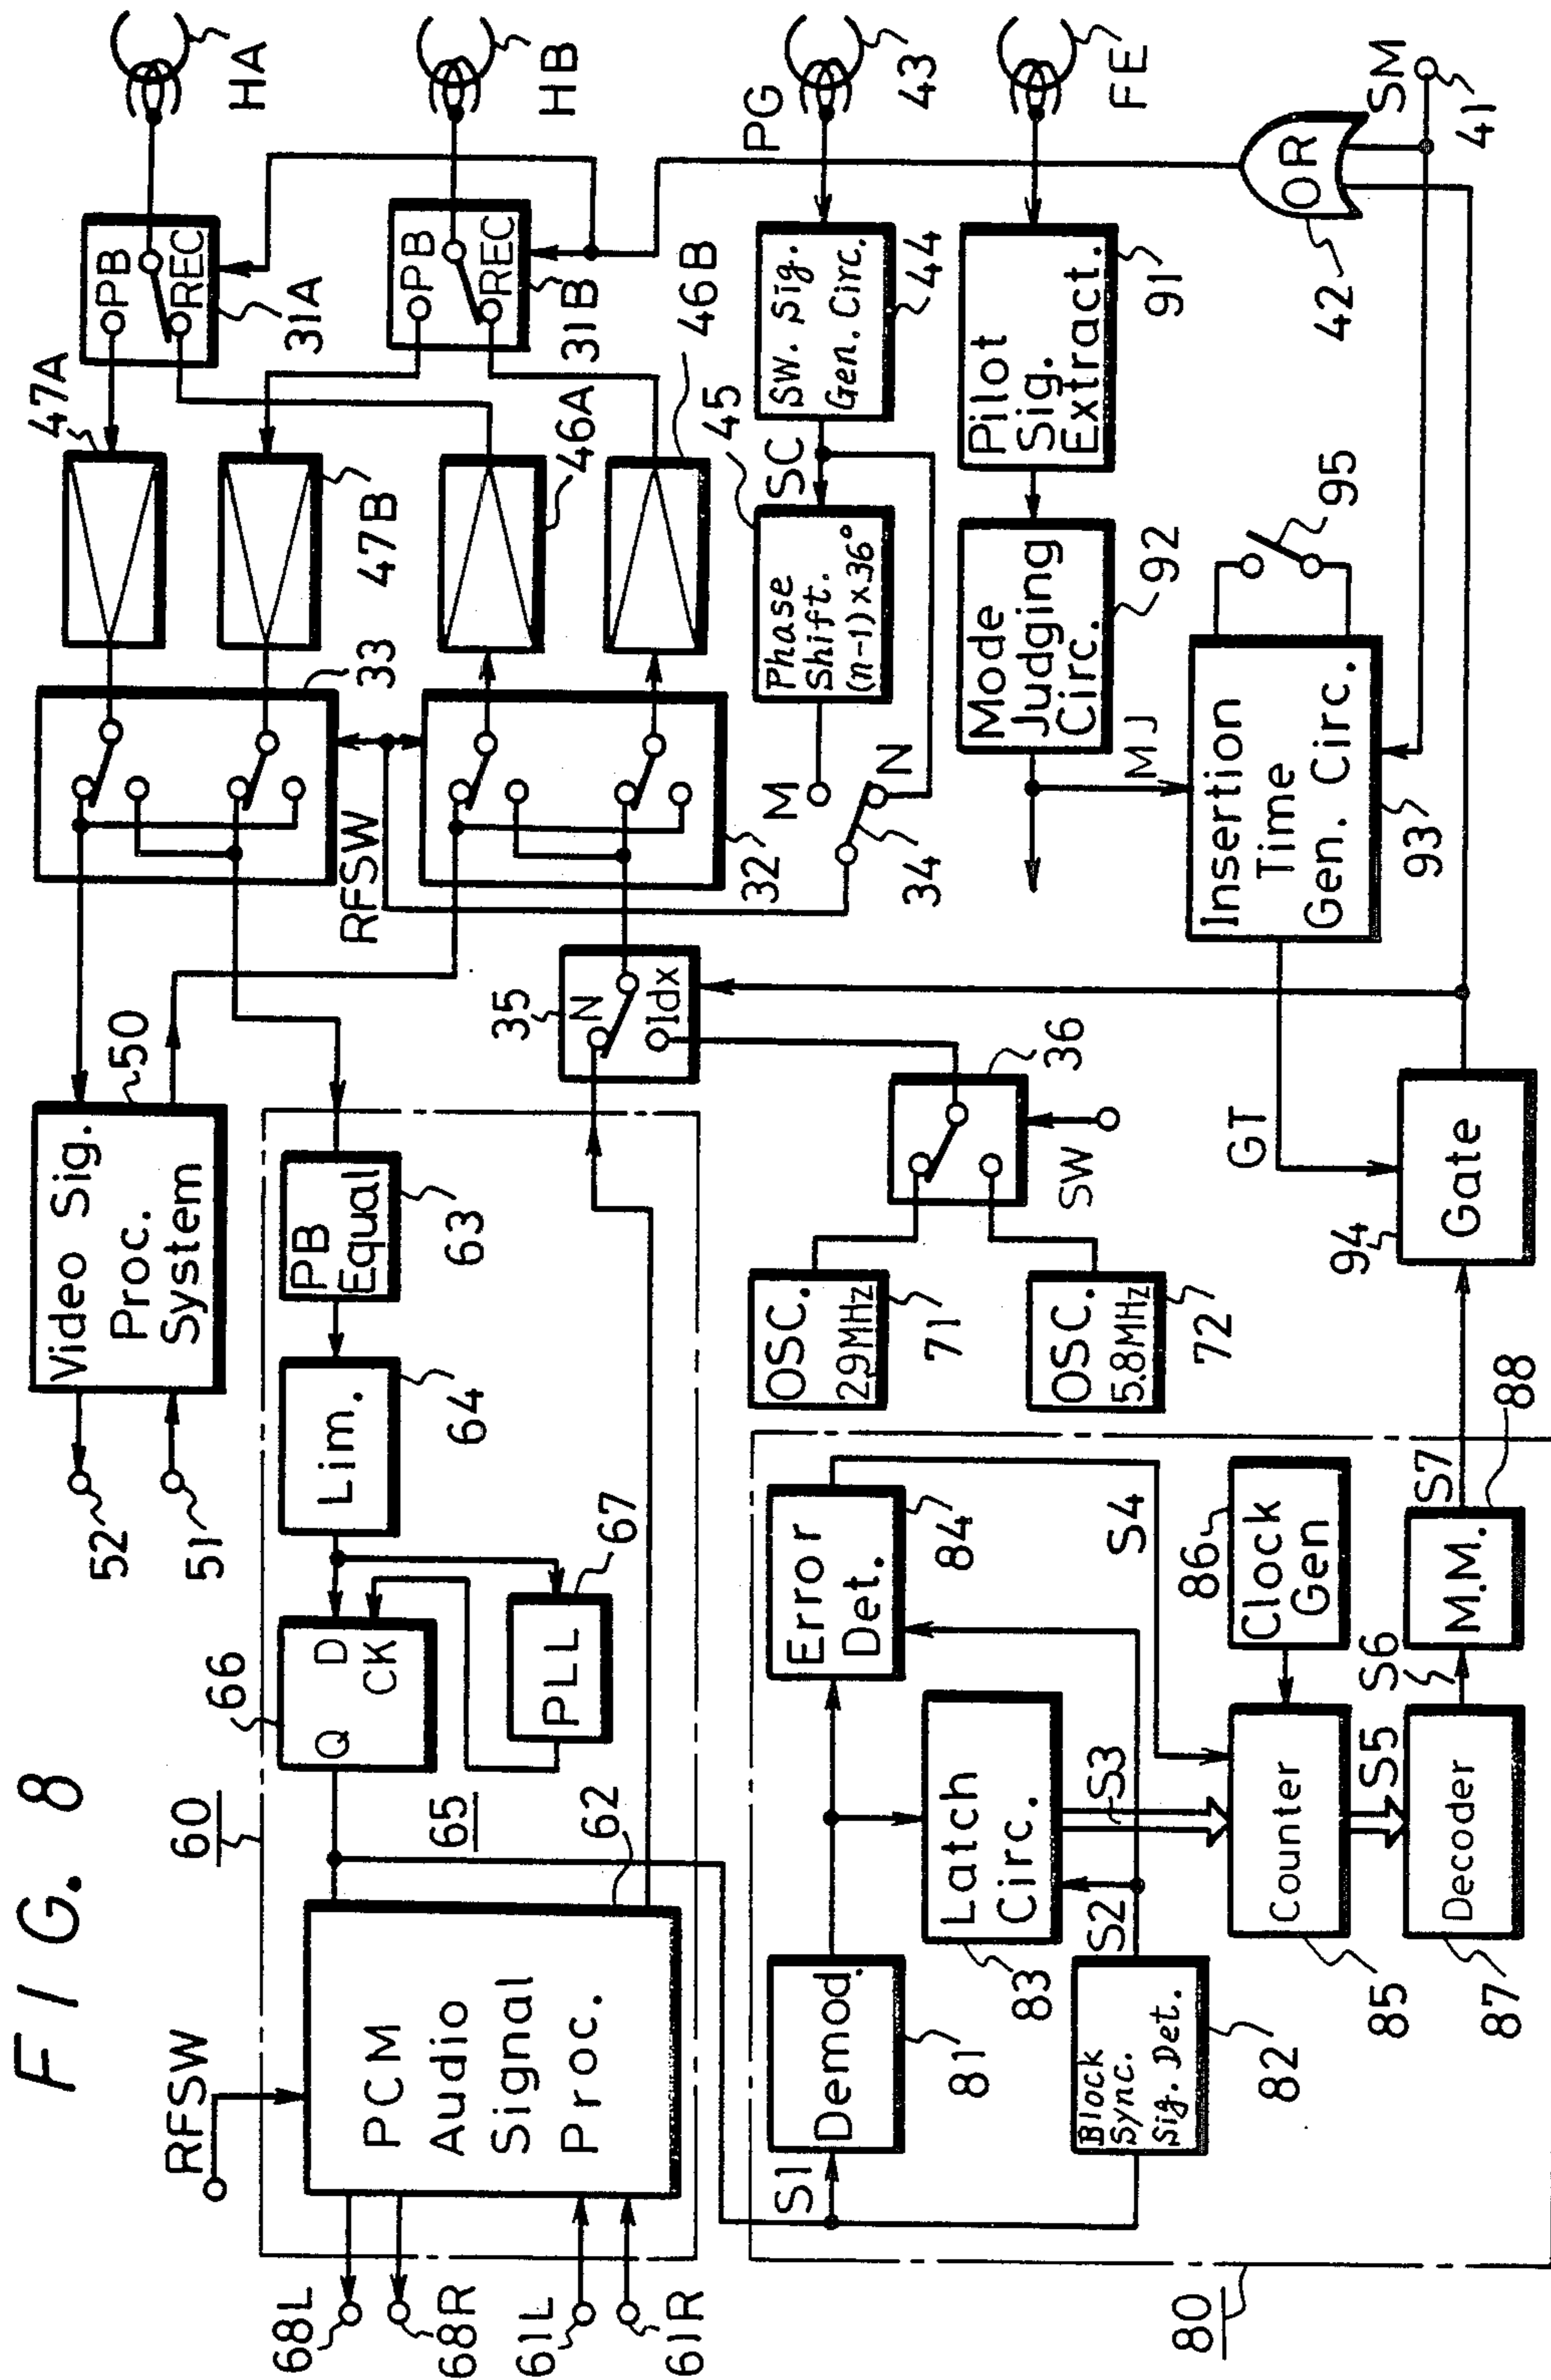 FIG. 8
HA
HB
PG
43
FE
SM
41
PB
REC
31A
PB
REC
31B
OR
42
47A
47B
46A
46B
45
SC
SW. Sig.
Gen. Circ.
44
Pilot
Sig.
Extract.
91
Phase
Shift.
(n-1)×36°
Mode
Judging
Circ.
92
95
33
RFSW
32
M
N
34
MJ
Insertion
Time
Gen. Circ.
93
35
N
Idx
50
Video Sig.
Proc.
System
52
51
36
SW
GT
94
Gate
PB
Equal
63
Lim.
64
OSC.
2.9MHz
71
OSC.
5.8MHz
72
66
D
CK
Q
PLL
67
60
65
62
RFSW
PCM
Audio
Signal
Proc.
68L
68R
61L
61R
Error
Det.
84
S4
86
Clock
Gen
S7
88
M.M.
S6
Latch
Circ.
83
S3
S2
Counter
85
S5
Decoder
87
S1
Demod.
81
Block
Sync.
Sig. Det.
82
80